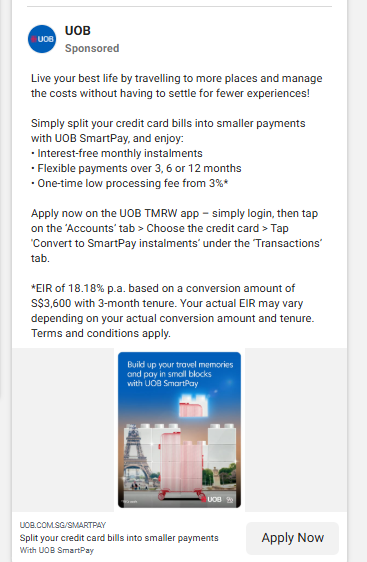 UOB
UOB
Sponsored
Live your best life by travelling to more places and manage
the costs without having to settle for fewer experiences!
Simply split your credit card bills into smaller payments
with UOB SmartPay, and enjoy:
• Interest-free monthly instalments
• Flexible payments over 3, 6 or 12 months
• One-time low processing fee from 3%*
Apply now on the UOB TMRW app – simply login, then tap
on the ‘Accounts’ tab > Choose the credit card > Tap
‘Convert to SmartPay instalments’ under the ‘Transactions’
tab.
*EIR of 18.18% p.a. based on a conversion amount of
S$3,600 with 3-month tenure. Your actual EIR may vary
depending on your actual conversion amount and tenure.
Terms and conditions apply.
Build up your travel memories
and pay in small blocks
with UOB SmartPay
UOB
UOB.COM.SG/SMARTPAY
Split your credit card bills into smaller payments
With UOB SmartPay
Apply Now